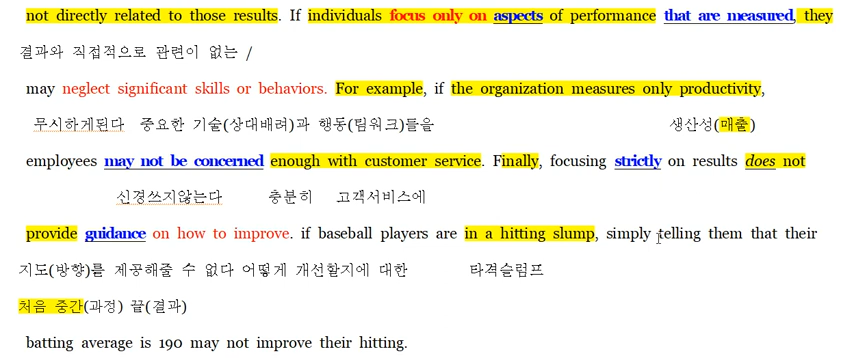 not directly related to those results. If individuals focus only on aspects of performance that are measured, they
결과와 직접적으로 관련이 없는 /
may neglect significant skills or behaviors. For example, if the organization measures only productivity,
무시하게된다 중요한 기술(상대배려)과 행동(팀워크)들을 생산성(매출)
employees may not be concerned enough with customer service. Finally, focusing strictly on results does not
신경쓰지않는다 충분히 고객서비스에
provide guidance on how to improve. if baseball players are in a hitting slump, simply telling them that their
지도(방향)를 제공해줄 수 없다 어떻게 개선할지에 대한 타격슬럼프
처음 중간(과정) 끝(결과)
batting average is 190 may not improve their hitting.